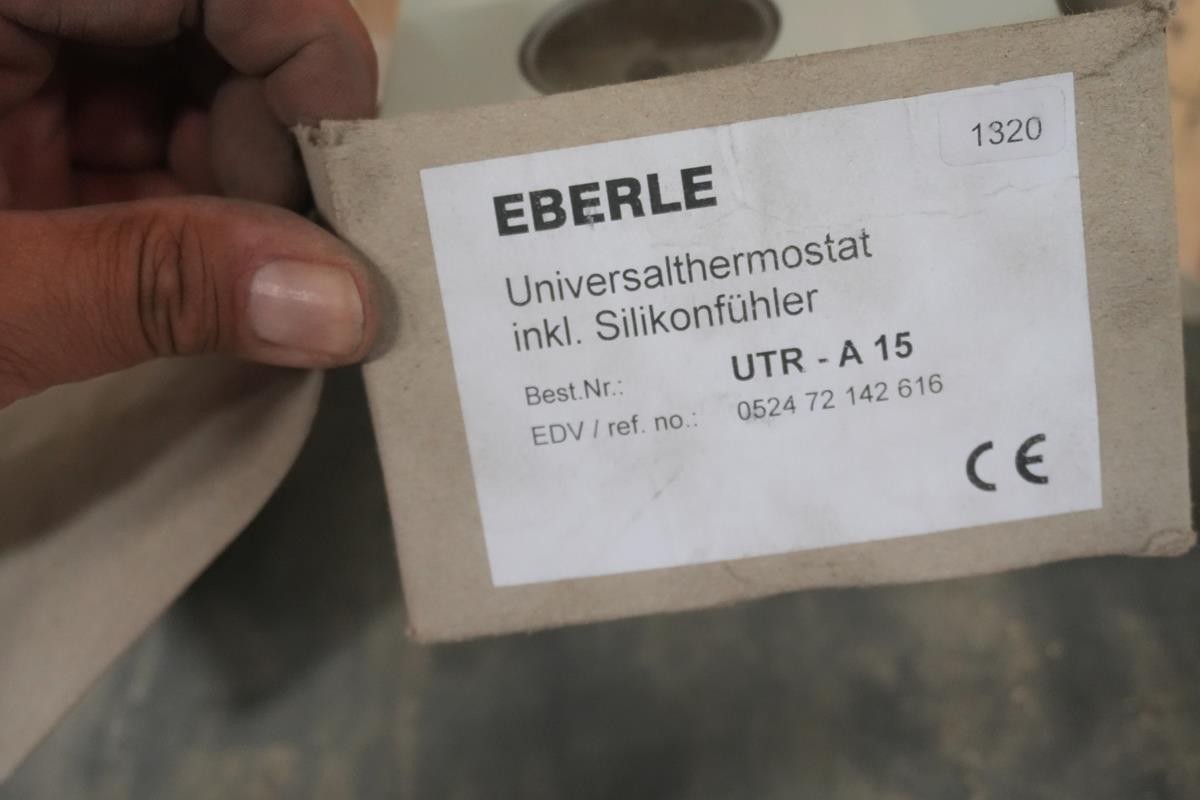 1320
EBERLE
Universalthermostat
inkl. Silikonfühler
Best.Nr.: UTR - A 15
EDV / ref. no.: 0524 72 142 616
CE